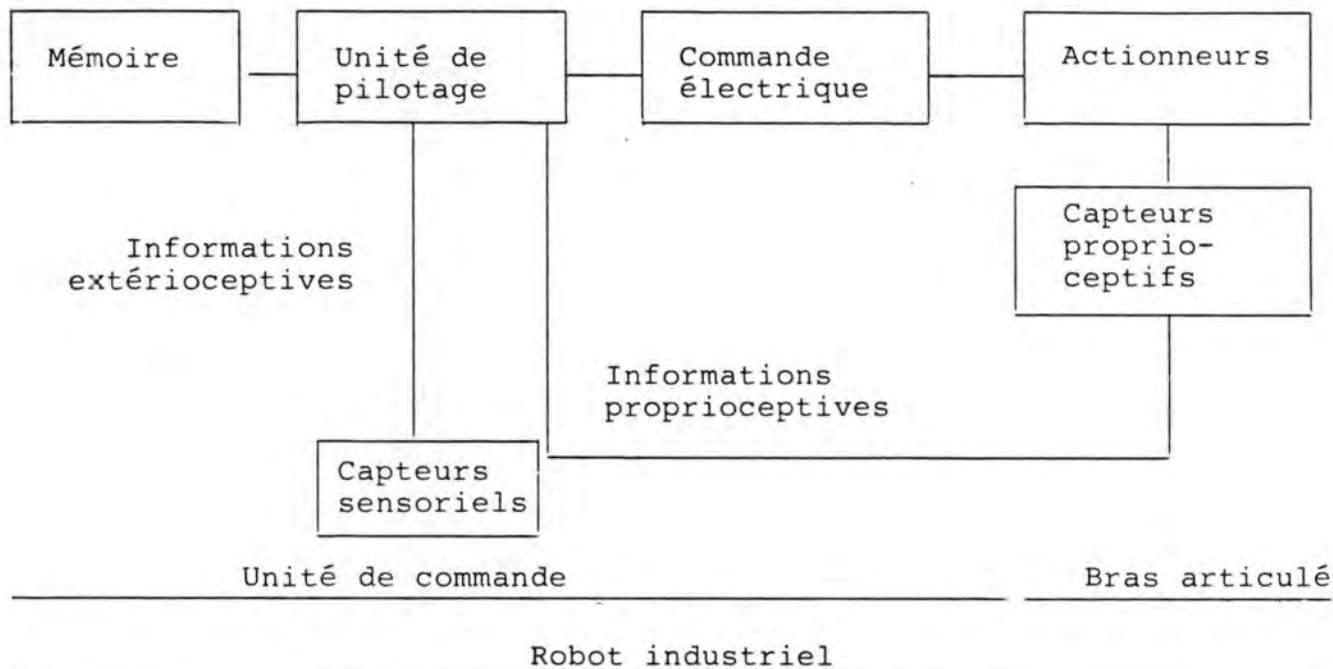 Mémoire
Unité de
pilotage
Commande
électrique
Actionneurs
Capteurs
proprio-
ceptifs
Informations
extérioceptives
Informations
proprioceptives
Capteurs
sensoriels
Unité de commande
Bras articulé
Robot industriel